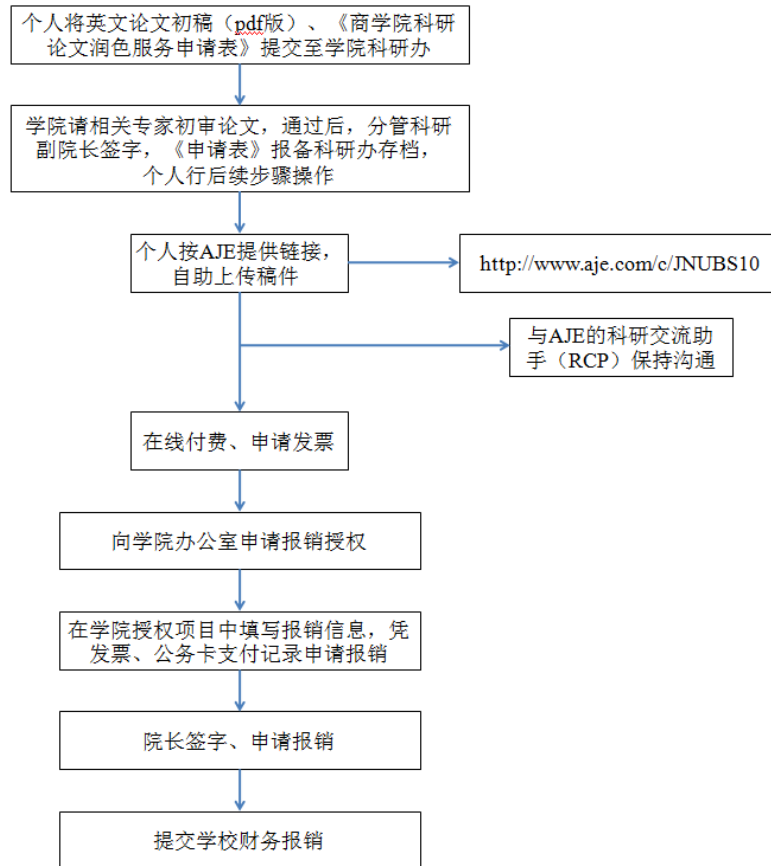 个人将英文论文初稿（pdf版）、《商学院科研
论文润色服务申请表》提交至学院科研办
学院请相关专家初审论文，通过后，分管科研
副院长签字，《申请表》报备科研办存档，
个人行后续步骤操作
个人按AJE提供链接，
自助上传稿件
http://www.aje.com/c/JNUBS10
与AJE的科研交流助
手（RCP）保持沟通
在线付费、申请发票
向学院办公室申请报销授权
在学院授权项目中填写报销信息，凭
发票、公务卡支付记录申请报销
院长签字、申请报销
提交学校财务报销